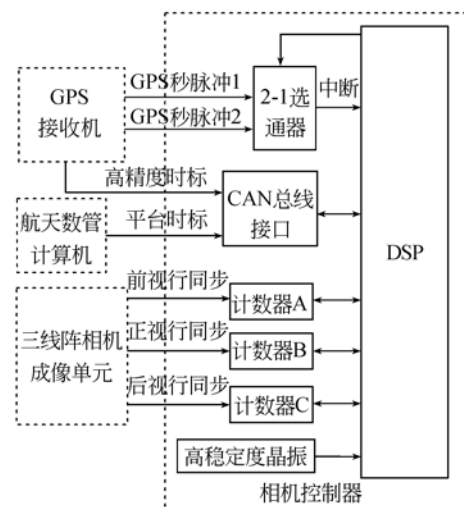 GPS
接收机
GPS秒脉冲1
GPS秒脉冲2
2-1选
通器
中断
高精度时标
航天数管
计算机
平台时标
CAN总线
接口
DSP
三线阵相机
成像单元
前视行同步
计数器A
正视行同步
计数器B
后视行同步
计数器C
高稳定度晶振
相机控制器